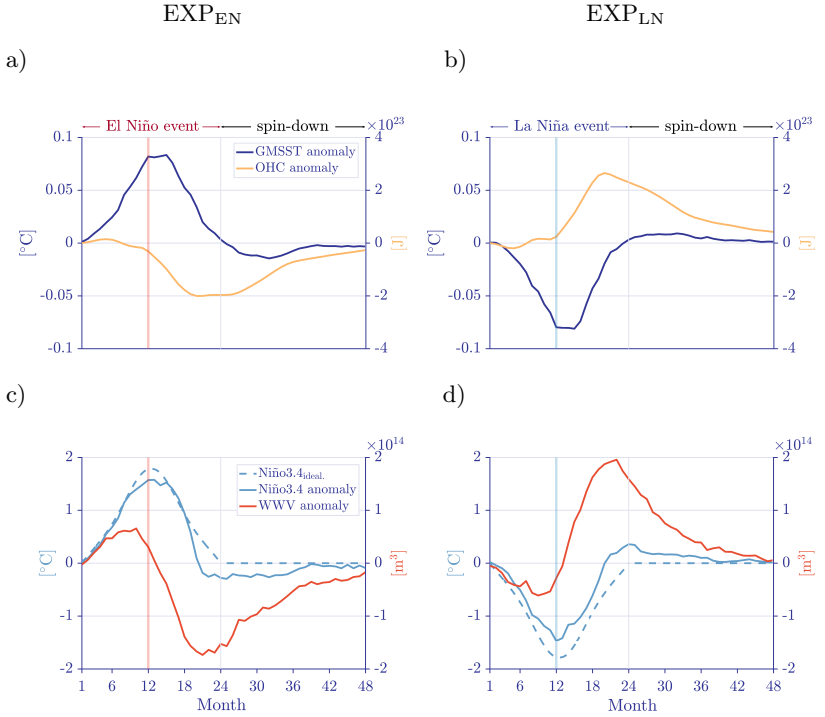 EXP_EN EXP_LN
a) b)
El Niño event spin-down ×10^23 La Niña event spin-down ×10^23
0.1 4 0.1 4
GMSST anomaly
OHC anomaly
0.05 2 0.05 2
[°C] 0 0 [J] [°C] 0 0 [J]
-0.05 -2 -0.05 -2
-0.1 -4 -0.1 -4
c) d)
×10^14 ×10^14
2 2 2 2
Niño3.4ideal.
Niño3.4 anomaly
WWV anomaly
1 1 1 1
[°C] 0 0 [m³] [°C] 0 0 [m³]
-1 -1 -1 -1
-2 -2 -2 -2
1 6 12 18 24 30 36 42 48 1 6 12 18 24 30 36 42 48
Month Month